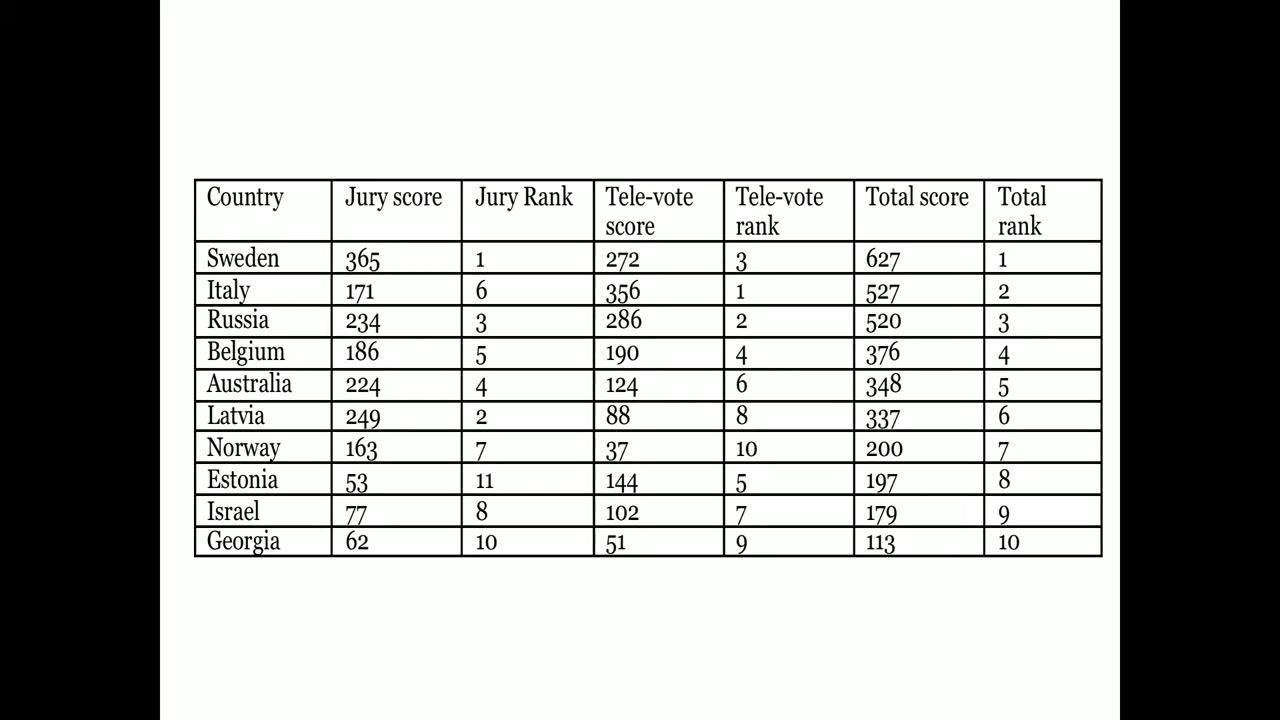 Country Jury score Jury Rank Tele-vote score Tele-vote rank Total score Total rank
Sweden 365 1 272 3 627 1
Italy 171 6 356 1 527 2
Russia 234 3 286 2 520 3
Belgium 186 5 190 4 376 4
Australia 224 4 124 6 348 5
Latvia 249 2 88 8 337 6
Norway 163 7 37 10 200 7
Estonia 53 11 144 5 197 8
Israel 77 8 102 7 179 9
Georgia 62 10 51 9 113 10